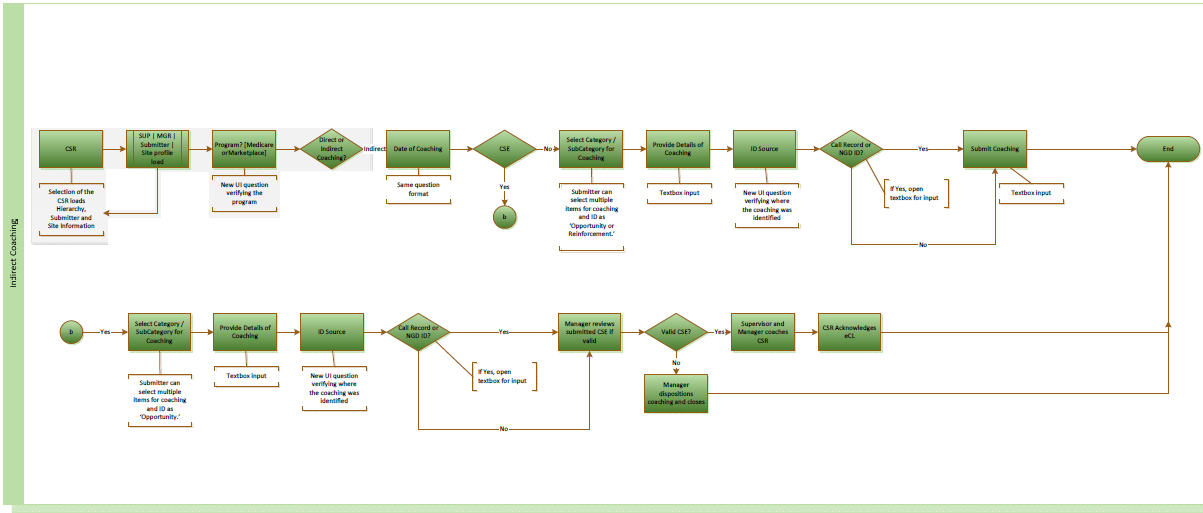 Indirect Coaching
CSR
SUP | MGR |
Submitter |
Site profile
load
Program? [Medicare
orMarketplace]
Direct or
Indirect
Coaching?
Indirect
Date of Coaching
CSE
No
Select Category /
SubCategory for
Coaching
Provide Details of
Coaching
ID Source
Call Record or
NGD ID?
Yes
Submit Coaching
End
Selection of the
CSR loads
Hierarchy,
Submitter and
Site Information
New UI question
verifying the
program
Same question
format
Yes
b
Submitter can
select multiple
items for coaching
and ID as
‘Opportunity or
Reinforcement.’
Textbox input
New UI question
verifying where
the coaching was
identified
If Yes, open
textbox for input
No
Textbox input
b
Yes
Select Category /
SubCategory for
Coaching
Provide Details of
Coaching
ID Source
Call Record or
NGD ID?
Yes
Manager reviews
submitted CSE if
valid
Valid CSE?
Yes
Supervisor and
Manager coaches
CSR
CSR Acknowledges
eCL
Submitter can
select multiple
items for coaching
and ID as
‘Opportunity.’
Textbox input
New UI question
verifying where
the coaching was
identified
If Yes, open
textbox for input
No
No
Manager
dispositions
coaching and closes